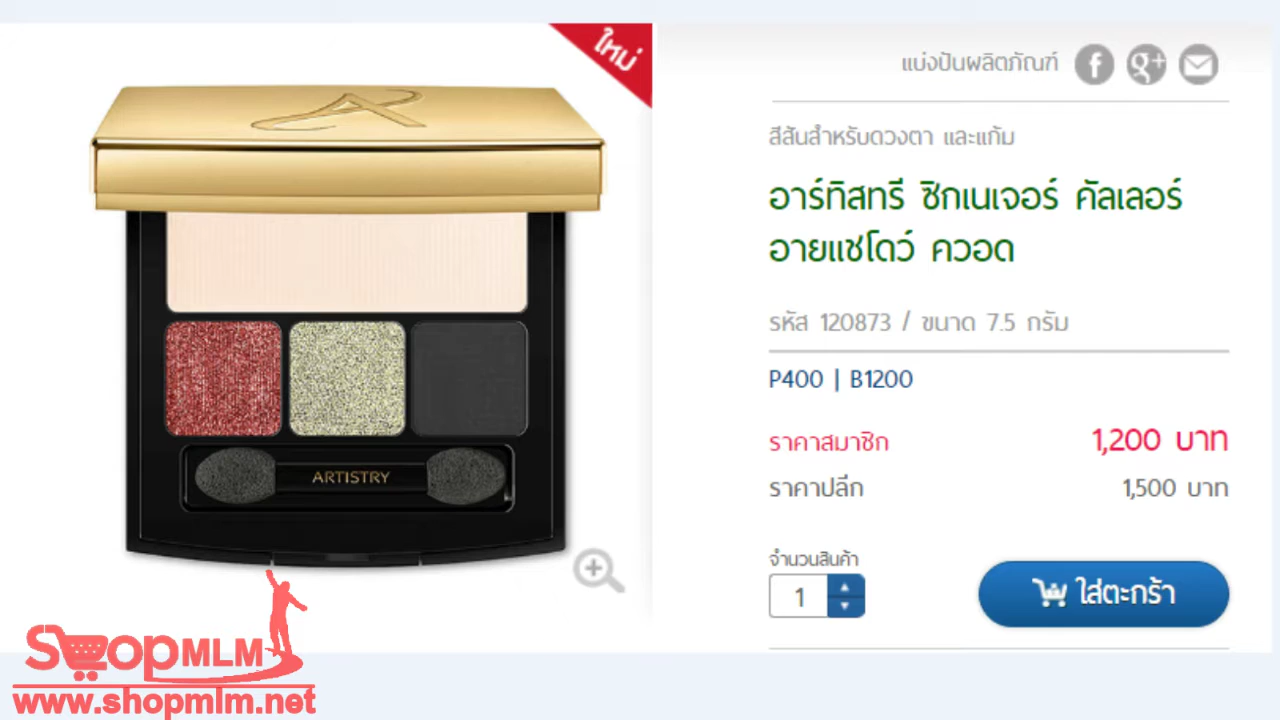 ใหม่
แบ่งปันผลิตภัณฑ์
f g+
สีสันสำหรับดวงตา และแก้ม
อาร์ทิสทรี ซิกเนเจอร์ คัลเลอร์
อายแชโดว์ ควอด
รหัส 120873 / ขนาด 7.5 กรัม
P400 | B1200
ราคาสมาชิก 1,200 บาท
ราคาปลีก 1,500 บาท
จำนวนสินค้า
1
ใส่ตะกร้า
ARTISTRY
SHOPMLM
www.shopmlm.net